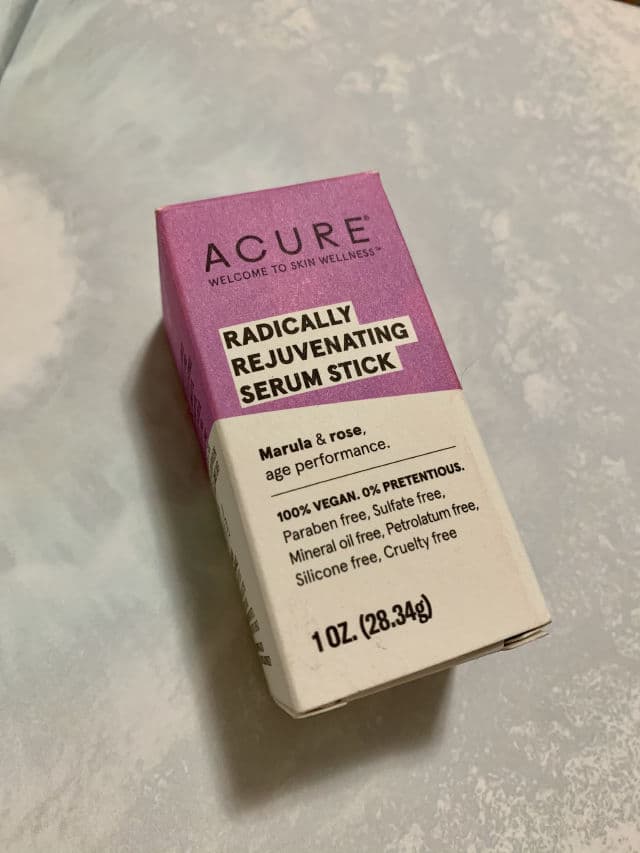 ACURE®
WELCOME TO SKIN WELLNESS™
RADICALLY
REJUVENATING
SERUM STICK
Marula & rose,
age performance.
100% VEGAN. 0% PRETENTIOUS.
Paraben free, Sulfate free,
Mineral oil free, Petrolatum free,
Silicone free, Cruelty free
1 OZ. (28.34g)